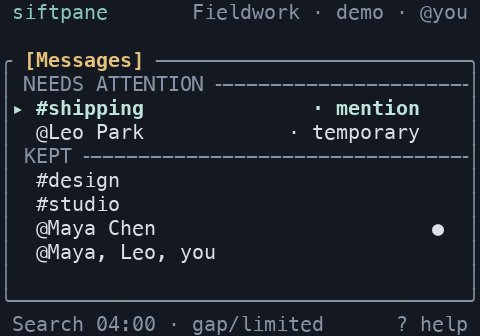 siftpane Fieldwork · demo · @you
[Messages]
NEEDS ATTENTION
▸ #shipping · mention
@Leo Park · temporary
KEPT
#design
#studio
@Maya Chen ●
@Maya, Leo, you
Search 04:00 · gap/limited ? help